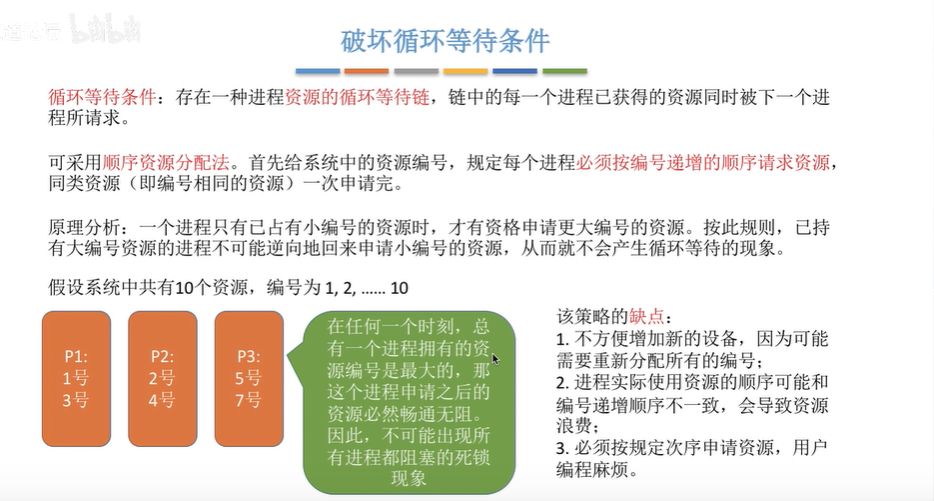 破坏循环等待条件
循环等待条件：存在一种进程资源的循环等待链，链中的每一个进程已获得的资源同时被下一个进
程所请求。
可采用顺序资源分配法。首先给系统中的资源编号，规定每个进程必须按编号递增的顺序请求资源，
同类资源（即编号相同的资源）一次申请完。
原理分析：一个进程只有已占有小编号的资源时，才有资格申请更大编号的资源。按此规则，已持
有大编号资源的进程不可能逆向地回来申请小编号的资源，从而就不会产生循环等待的现象。
假设系统中共有10个资源，编号为 1, 2, …… 10
P1:
1号
3号
P2:
2号
4号
P3:
5号
7号
在任何一个时刻，总
有一个进程拥有的资
源编号是最大的，那
这个进程申请之后的
资源必然畅通无阻。
因此，不可能出现所
有进程都阻塞的死锁
现象
该策略的缺点：
1. 不方便增加新的设备，因为可能
需要重新分配所有的编号；
2. 进程实际使用资源的顺序可能和
编号递增顺序不一致，会导致资源
浪费；
3. 必须按规定次序申请资源，用户
编程麻烦。